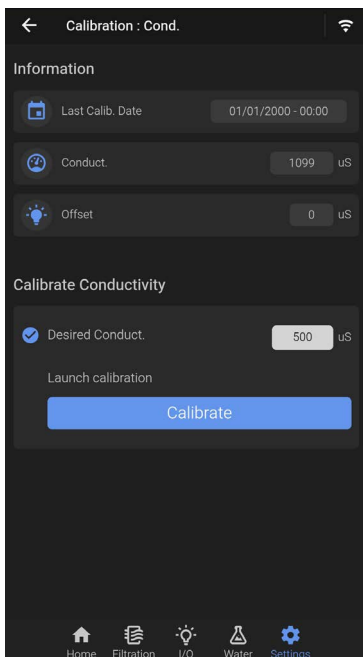 Calibration : Cond.
Information
Last Calib. Date 01/01/2000 - 00:00
Conduct. 1099 uS
Offset 0 uS
Calibrate Conductivity
Desired Conduct. 500 uS
Launch calibration
Calibrate
Home Filtration I/O Water Settings